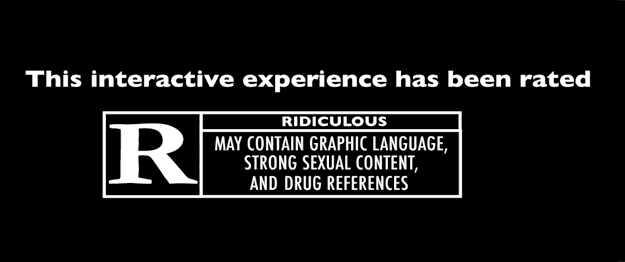 This interactive experience has been rated
R
RIDICULOUS
MAY CONTAIN GRAPHIC LANGUAGE,
STRONG SEXUAL CONTENT,
AND DRUG REFERENCES